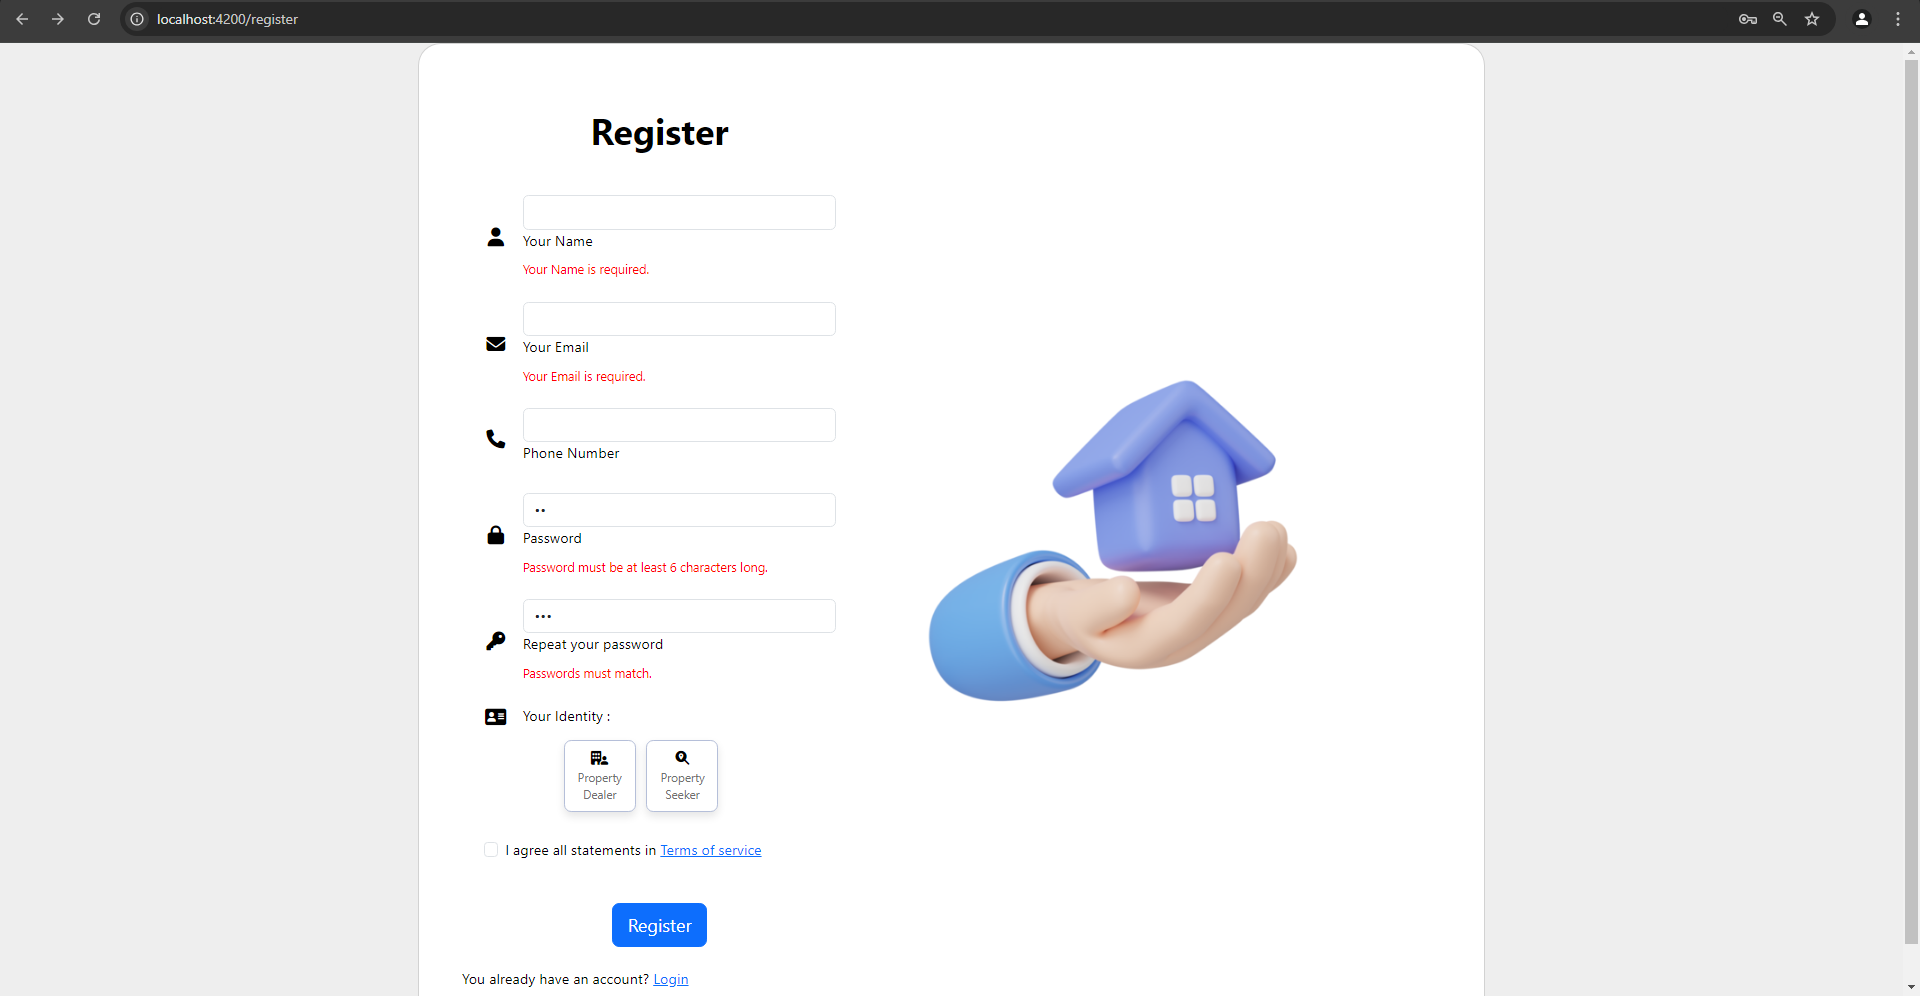 localhost:4200/register
Register
Your Name
Your Name is required.
Your Email
Your Email is required.
Phone Number
Password
Password must be at least 6 characters long.
Repeat your password
Passwords must match.
Your Identity :
Property
Dealer
Property
Seeker
I agree all statements in Terms of service
Register
You already have an account? Login